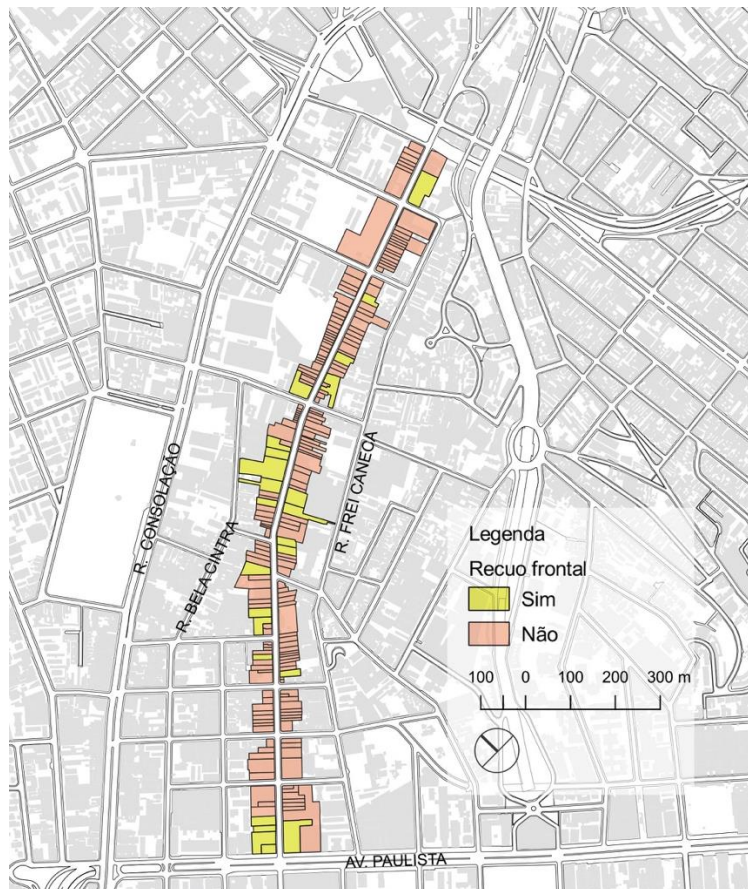 R. CONSOLAÇÃO
R. BELA CINTRA
R. FREI CANECA
Legenda
Recuo frontal
Sim
Não
100 0 100 200 300 m
AV. PAULISTA